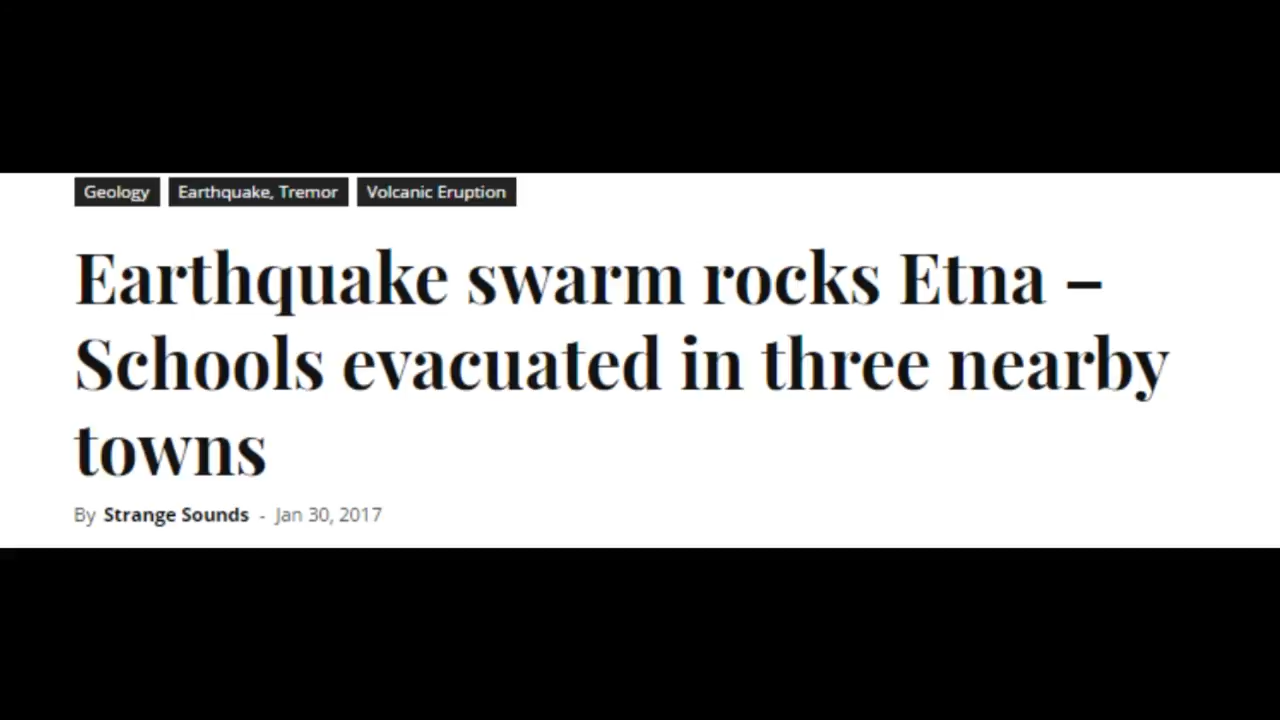 Geology Earthquake, Tremor Volcanic Eruption
Earthquake swarm rocks Etna –
Schools evacuated in three nearby
towns
By Strange Sounds - Jan 30, 2017